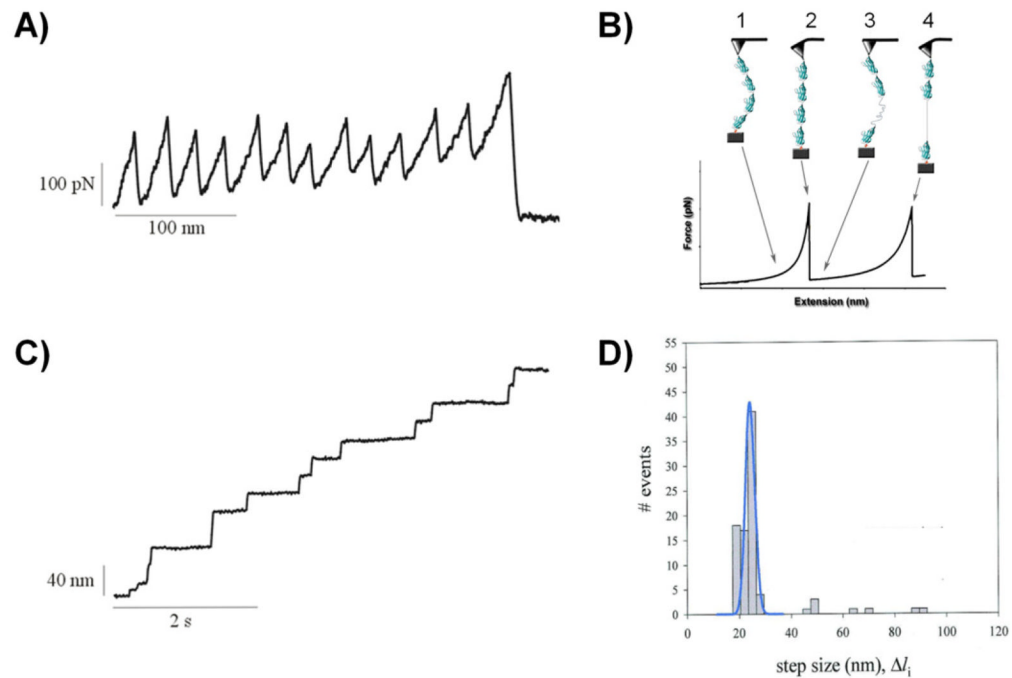 A)
100 pN
100 nm
B)
1 2 3 4
Force (pN)
Extension (nm)
C)
40 nm
2 s
D)
55
50
45
40
35
30
25
20
15
10
5
0
# events
0 20 40 60 80 100 120
step size (nm), Δlᵢ